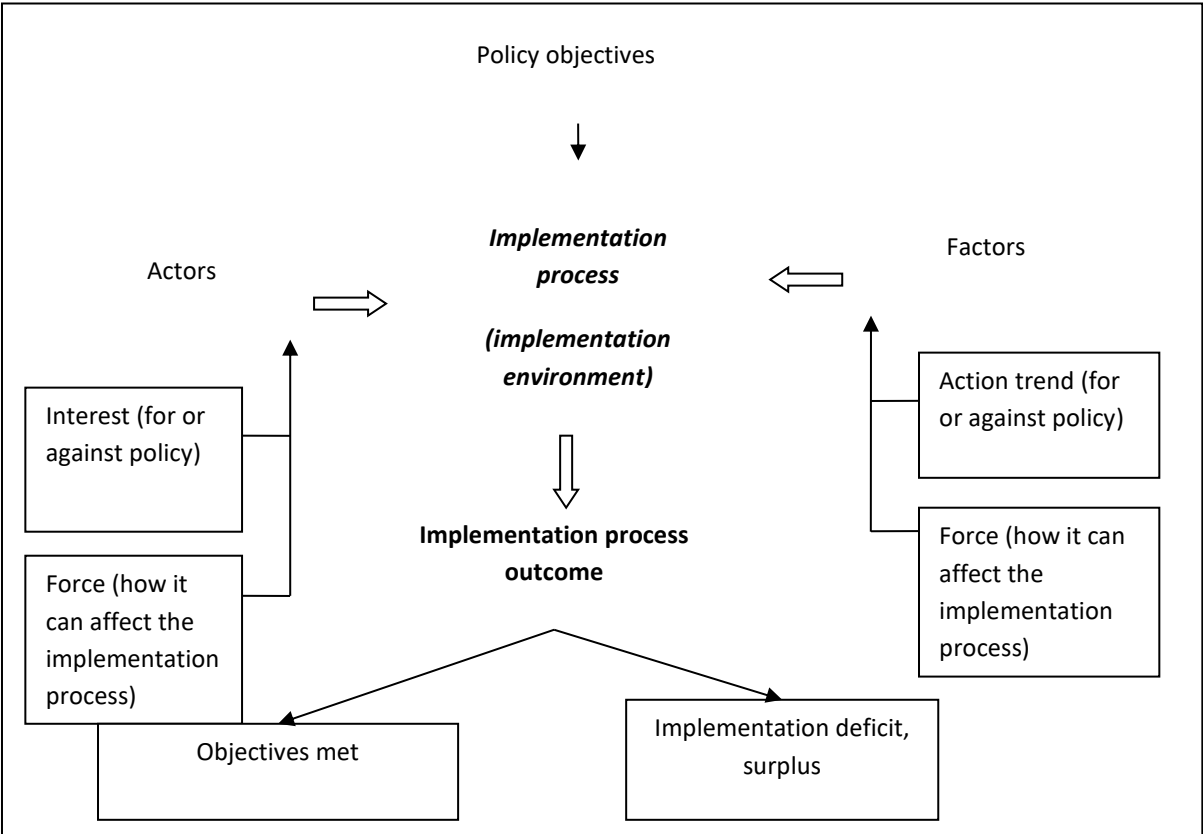 Policy objectives
Implementation
process
(implementation
environment)
Actors
Factors
Interest (for or
against policy)
Force (how it
can affect the
implementation
process)
Action trend (for
or against policy)
Force (how it can
affect the
implementation
process)
Implementation process
outcome
Objectives met
Implementation deficit,
surplus